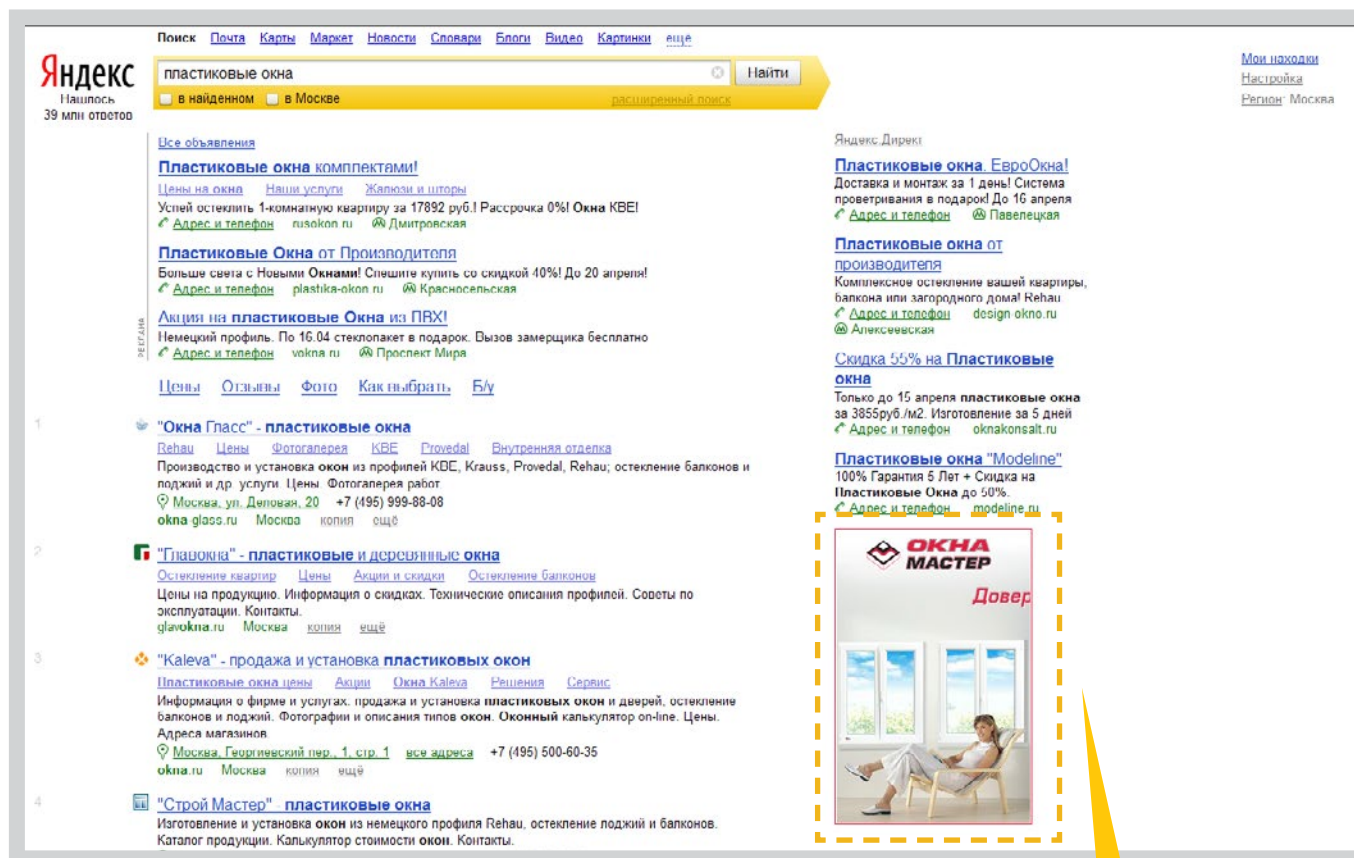 Поиск Почта Карты Маркет Новости Словари Блоги Видео Картинки ещё
Яндекс
Нашлось
39 млн ответов
пластиковые окна
Найти
в найденном в Москве расширенный поиск
Мои находки
Настройка
Регион: Москва
Все объявления
Пластиковые окна комплектами!
Цены на окна Наши услуги Жалюзи и шторы
Успей остеклить 1-комнатную квартиру за 17892 руб.! Рассрочка 0%! Окна КВЕ!
Адрес и телефон rusokon.ru Дмитровская
Пластиковые Окна от Производителя
Больше света с Новыми Окнами! Спешите купить со скидкой 40%! До 20 апреля!
Адрес и телефон plastika-okon.ru Красносельская
Акция на пластиковые Окна из ПВХ!
Немецкий профиль. По 16.04 стеклопакет в подарок. Вызов замерщика бесплатно
Адрес и телефон vokna.ru Проспект Мира
РЕКЛАМА
Цены Отзывы Фото Как выбрать Б/у
1
"Окна Гласс" - пластиковые окна
Rehau Цены Фотогалерея КВЕ Provedal Внутренняя отделка
Производство и установка окон из профилей КВЕ, Krauss, Provedal, Rehau; остекление балконов и
лоджий и др. услуги. Цены. Фотогалерея работ.
Москва, ул. Деловая, 20 +7 (495) 999-88-08
okna-glass.ru Москва копия ещё
2
"Главокна" - пластиковые и деревянные окна
Остекление квартир Цены Акции и скидки Остекление балконов
Цены на продукцию. Информация о скидках. Технические описания профилей. Советы по
эксплуатации. Контакты.
glavokna.ru Москва копия ещё
3
"Kaleva" - продажа и установка пластиковых окон
Пластиковые окна цены Акции Окна Kaleva Решения Сервис
Информация о фирме и услугах: продажа и установка пластиковых окон и дверей, остекление
балконов и лоджий. Фотографии и описания типов окон. Оконный калькулятор on-line. Цены.
Адреса магазинов.
Москва, Георгиевский пер., 1, стр. 1 все адреса +7 (495) 500-60-35
okna.ru Москва копия ещё
4
"Строй Мастер" - пластиковые окна
Изготовление и установка окон из немецкого профиля Rehau, остекление лоджий и балконов.
Каталог продукции. Калькулятор стоимости окон. Контакты.
Яндекс.Директ
Пластиковые окна. ЕвроОкна!
Доставка и монтаж за 1 день! Система
проветривания в подарок! До 16 апреля
Адрес и телефон Павелецкая
Пластиковые окна от
производителя
Комплексное остекление вашей квартиры,
балкона или загородного дома! Rehau
Адрес и телефон design-okno.ru
Алексеевская
Скидка 55% на Пластиковые
окна
Только до 15 апреля пластиковые окна
за 3855руб./м2. Изготовление за 5 дней
Адрес и телефон oknakonsalt.ru
Пластиковые окна "Modeline"
100% Гарантия 5 Лет + Скидка на
Пластиковые Окна до 50%.
Адрес и телефон modeline.ru
ОКНА
МАСТЕР
Довер